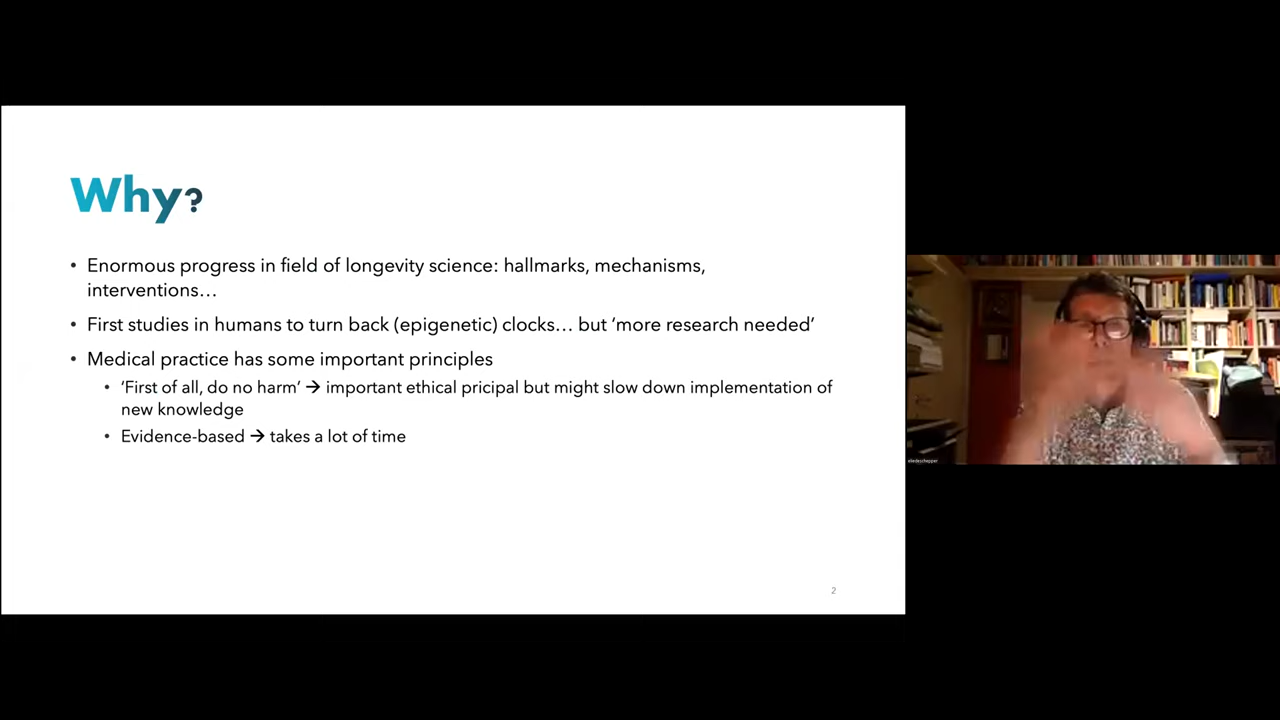 Why?
• Enormous progress in field of longevity science: hallmarks, mechanisms,
interventions…
• First studies in humans to turn back (epigenetic) clocks… but ‘more research needed’
• Medical practice has some important principles
• ‘First of all, do no harm’ → important ethical pricipal but might slow down implementation of
new knowledge
• Evidence-based → takes a lot of time
2